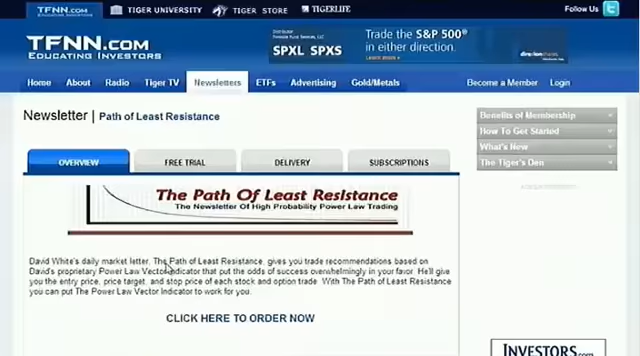 TFNN.COM
EDUCATING INVESTORS
TIGER UNIVERSITY
TIGER STORE
TIGERLIFE
Follow Us
TFNN.COM
EDUCATING INVESTORS
SPXL SPXS
Trade the S&P 500®
in either direction.
Home About Radio Tiger TV Newsletters ETFs Advertising Gold/Metals Become a Member Login
Newsletter | Path of Least Resistance
Benefits of Membership
How To Get Started
What's New
The Tiger's Den
OVERVIEW FREE TRIAL DELIVERY SUBSCRIPTIONS
The Path Of Least Resistance
The Newsletter Of High Probability Power Law Trading
David White's daily market letter, The Path of Least Resistance, gives you trade recommendations based on
David's proprietary Power Law Vector Indicator that put the odds of success overwhelmingly in your favor. He'll give
you the entry price, price target, and stop price of each stock and option trade. With The Path of Least Resistance
you can put The Power Law Vector Indicator to work for you.
CLICK HERE TO ORDER NOW
INVESTORS.com